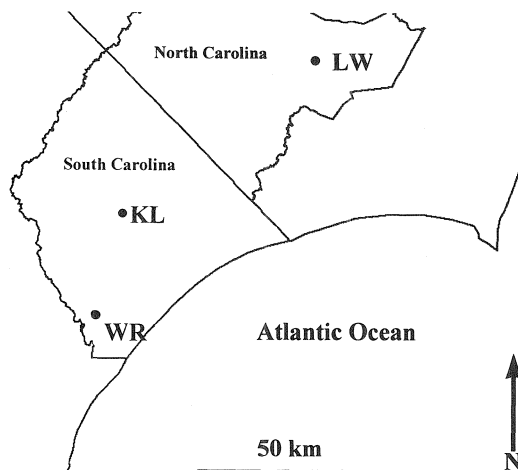 North Carolina
LW
South Carolina
KL
WR
Atlantic Ocean
50 km
N